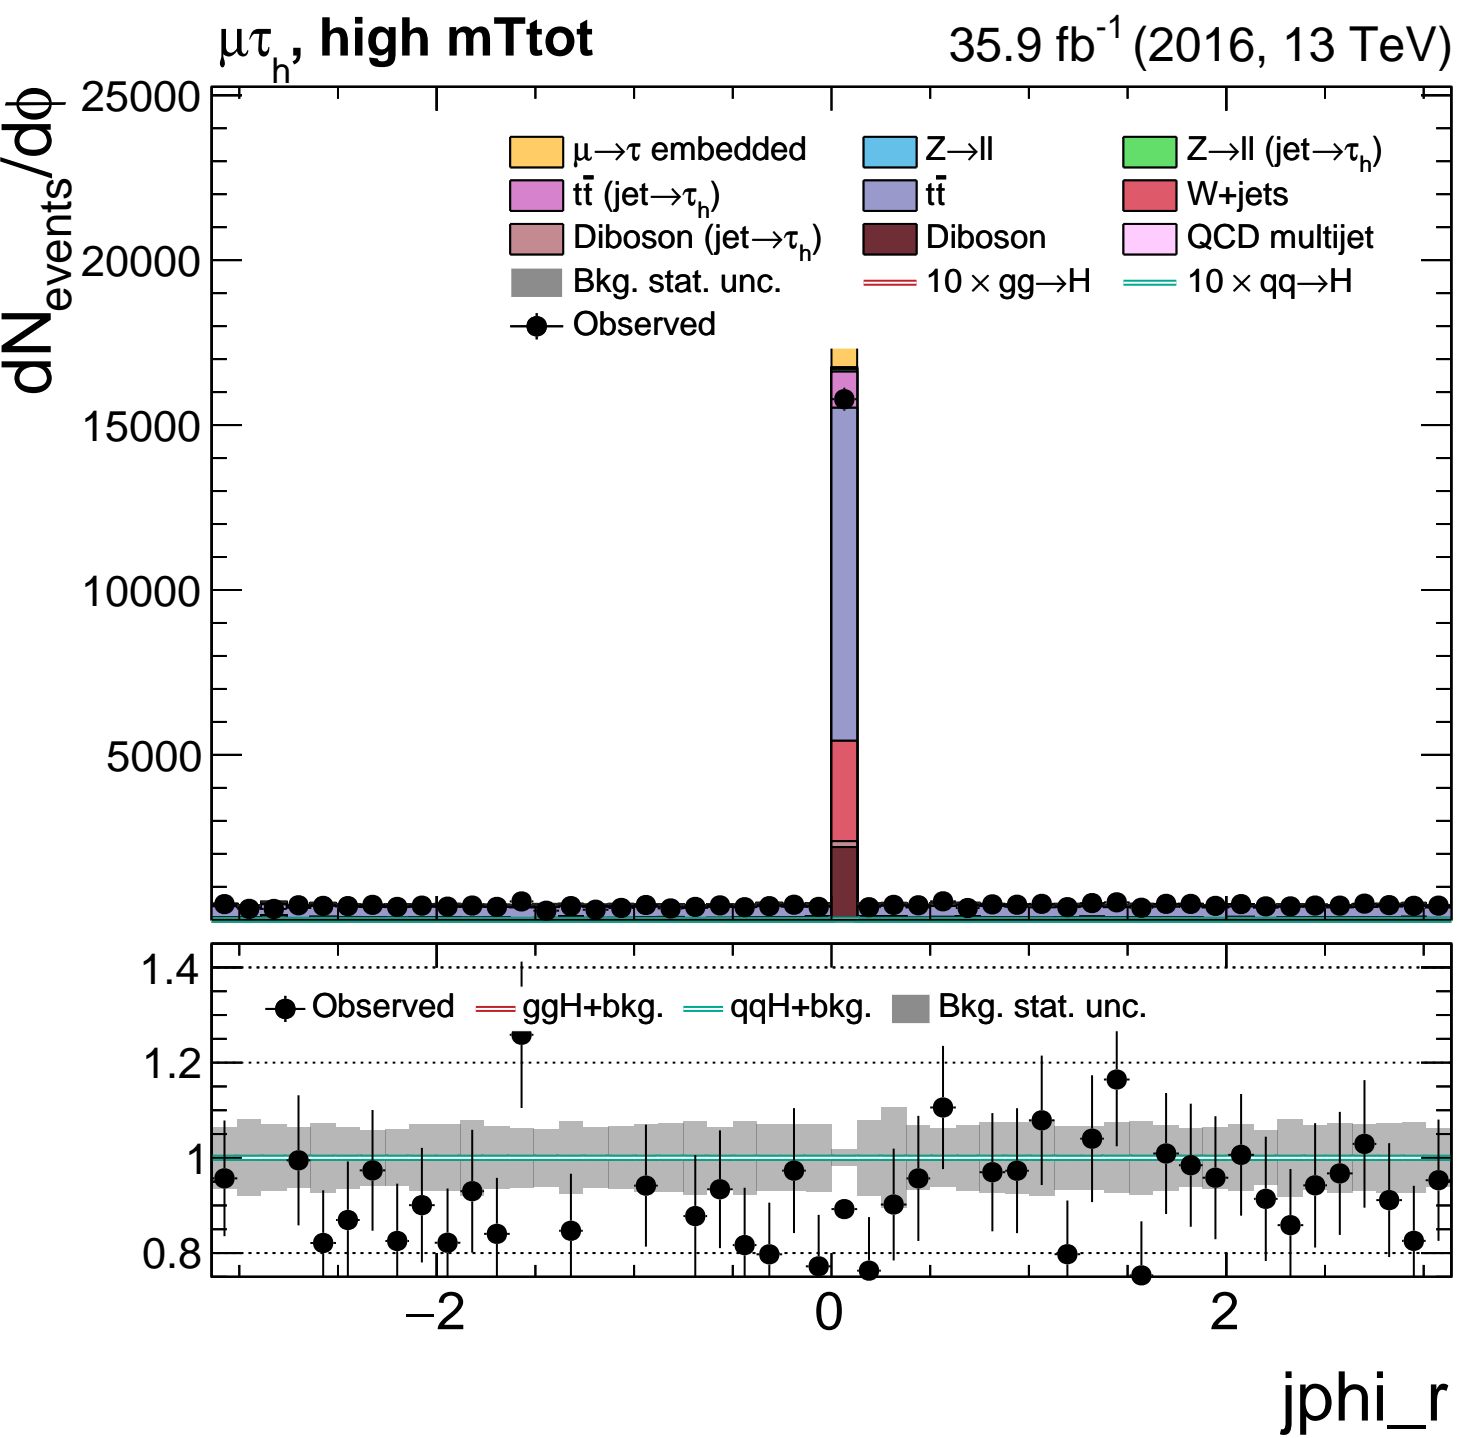 μτh, high mTtot 35.9 fb-1 (2016, 13 TeV)
dNevents/dϕ
25000
20000
15000
10000
5000
μ→τ embedded Z→ll Z→ll (jet→τh)
tt̄ (jet→τh) tt̄ W+jets
Diboson (jet→τh) Diboson QCD multijet
Bkg. stat. unc. 10 × gg→H 10 × qq→H
Observed
1.4
1.2
1
0.8
Observed ggH+bkg. qqH+bkg. Bkg. stat. unc.
−2 0 2
jphi_r